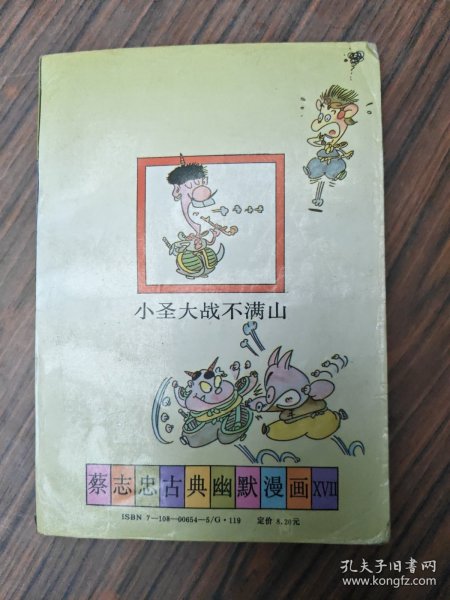 小圣大战不满山
蔡志忠古典幽默漫画XVII
ISBN 7—108—00654—5/G·119 定价 8.20元
孔夫子旧书网
www.kongfz.com